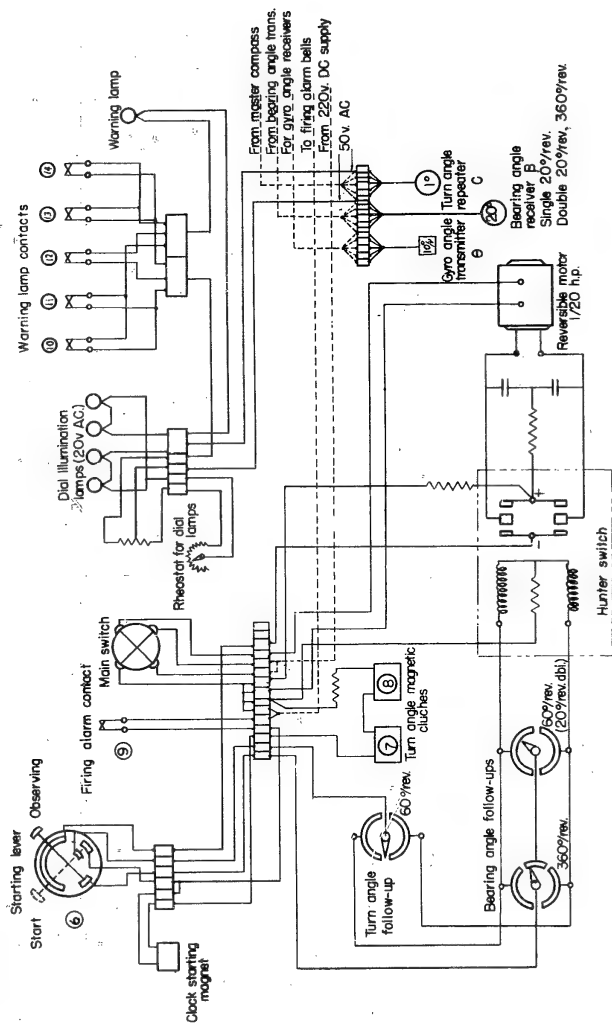 Starting lever
Start
Observing
⑥
Clock starting
magnet
Firing alarm contact
⑨
Main switch
Dial Illumination
lamps (20v AC.)
Rheostat for dial
lamps
Warning lamp contacts
⑩
⑪
⑫
⑬
⑭
Warning lamp
From master compass
From bearing angle trans.
For gyro angle receivers
To firing alarm bells
From 220v. DC supply
50v. AC
Turn angle
follow-up
60°/rev.
⑦
⑧
Turn angle magnetic
cluches
1°
Turn angle
repeater
C
10°
Gyro angle
transmitter
θ
20°
Bearing angle
receiver B
Single 20°/rev.
Double 20°/rev, 360°/rev.
Bearing angle follow-ups
360°/rev.
60°/rev.
(20°/rev.dbl.)
+
−
Hunter switch
Reversible motor
1/20 h.p.